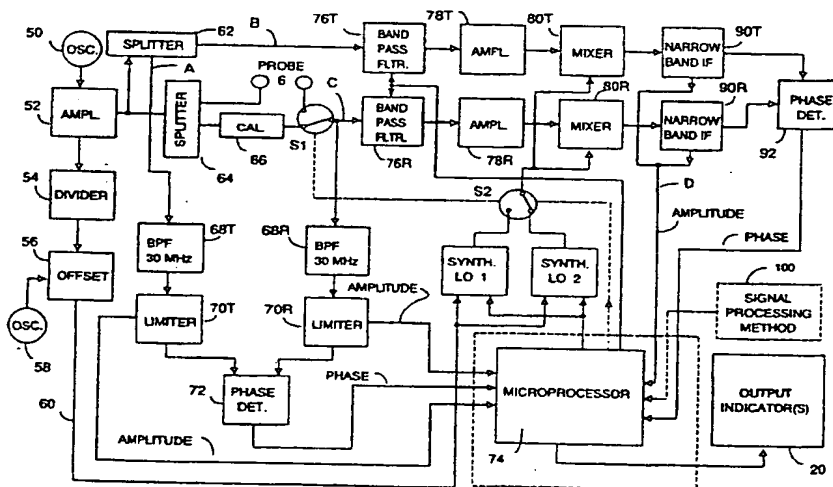 50
OSC.
62
SPLITTER
B
A
PROBE
6
C
52
AMPL.
SPLITTER
64
CAL
66
S1
76T
BAND
PASS
FLTR.
78T
AMPL.
80T
MIXER
90T
NARROW
BAND IF
BAND
PASS
FLTR.
76R
AMPL.
78R
80R
MIXER
90R
NARROW
BAND IF
PHASE
DET.
92
54
DIVIDER
56
OFFSET
OSC.
58
60
68T
BPF
30 MHz
68R
BPF
30 MHz
LIMITER
70T
70R
LIMITER
AMPLITUDE
72
PHASE
DET.
PHASE
AMPLITUDE
S2
SYNTH.
LO 1
SYNTH.
LO 2
D
AMPLITUDE
PHASE
100
SIGNAL
PROCESSING
METHOD
MICROPROCESSOR
74
OUTPUT
INDICATOR(S)
20